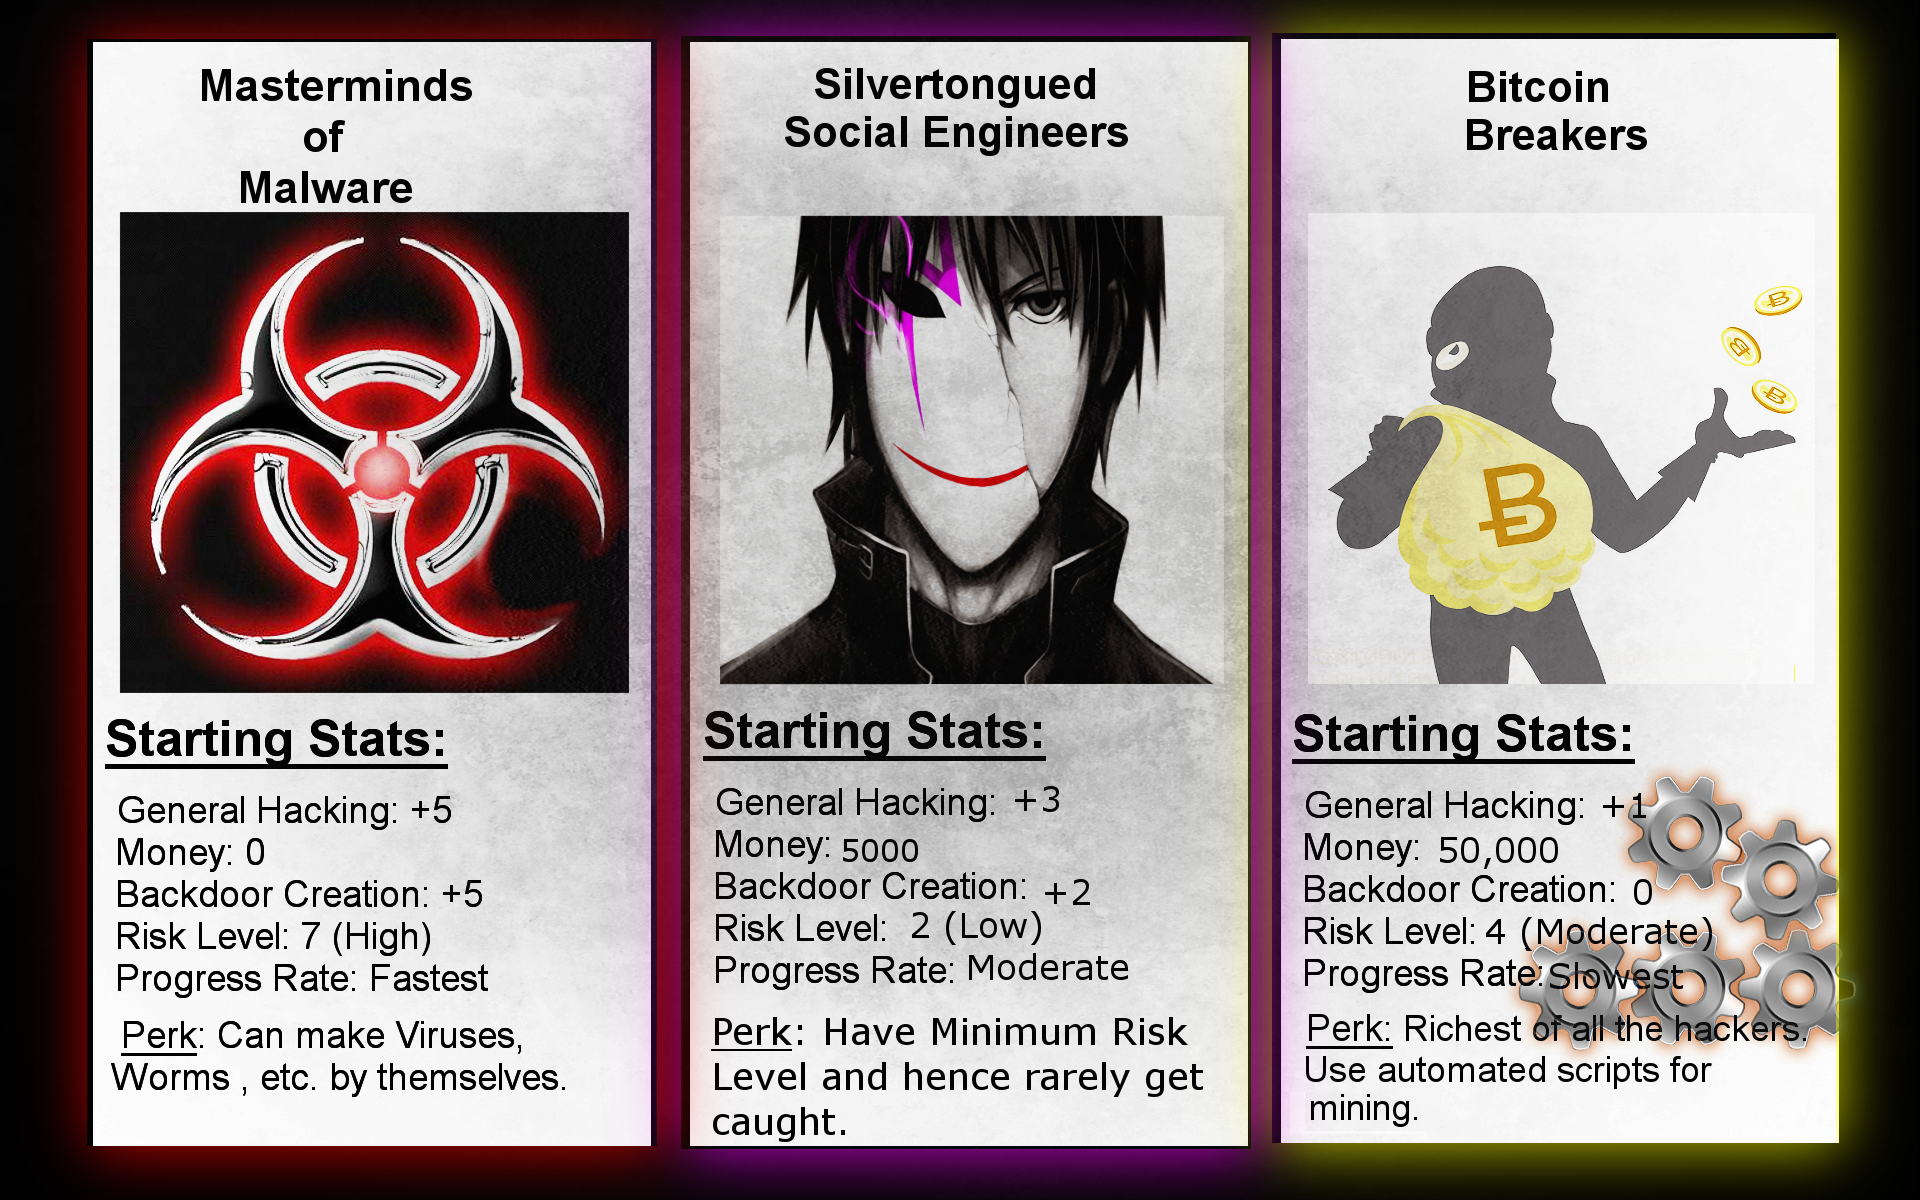 Masterminds
of
Malware
Starting Stats:
General Hacking: +5
Money: 0
Backdoor Creation: +5
Risk Level: 7 (High)
Progress Rate: Fastest
Perk: Can make Viruses,
Worms , etc. by themselves.
Silvertongued
Social Engineers
Starting Stats:
General Hacking: +3
Money: 5000
Backdoor Creation: +2
Risk Level: 2 (Low)
Progress Rate: Moderate
Perk: Have Minimum Risk
Level and hence rarely get
caught.
Bitcoin
Breakers
Starting Stats:
General Hacking: +1
Money: 50,000
Backdoor Creation: 0
Risk Level: 4 (Moderate)
Progress Rate: Slowest
Perk: Richest of all the hackers.
Use automated scripts for
mining.